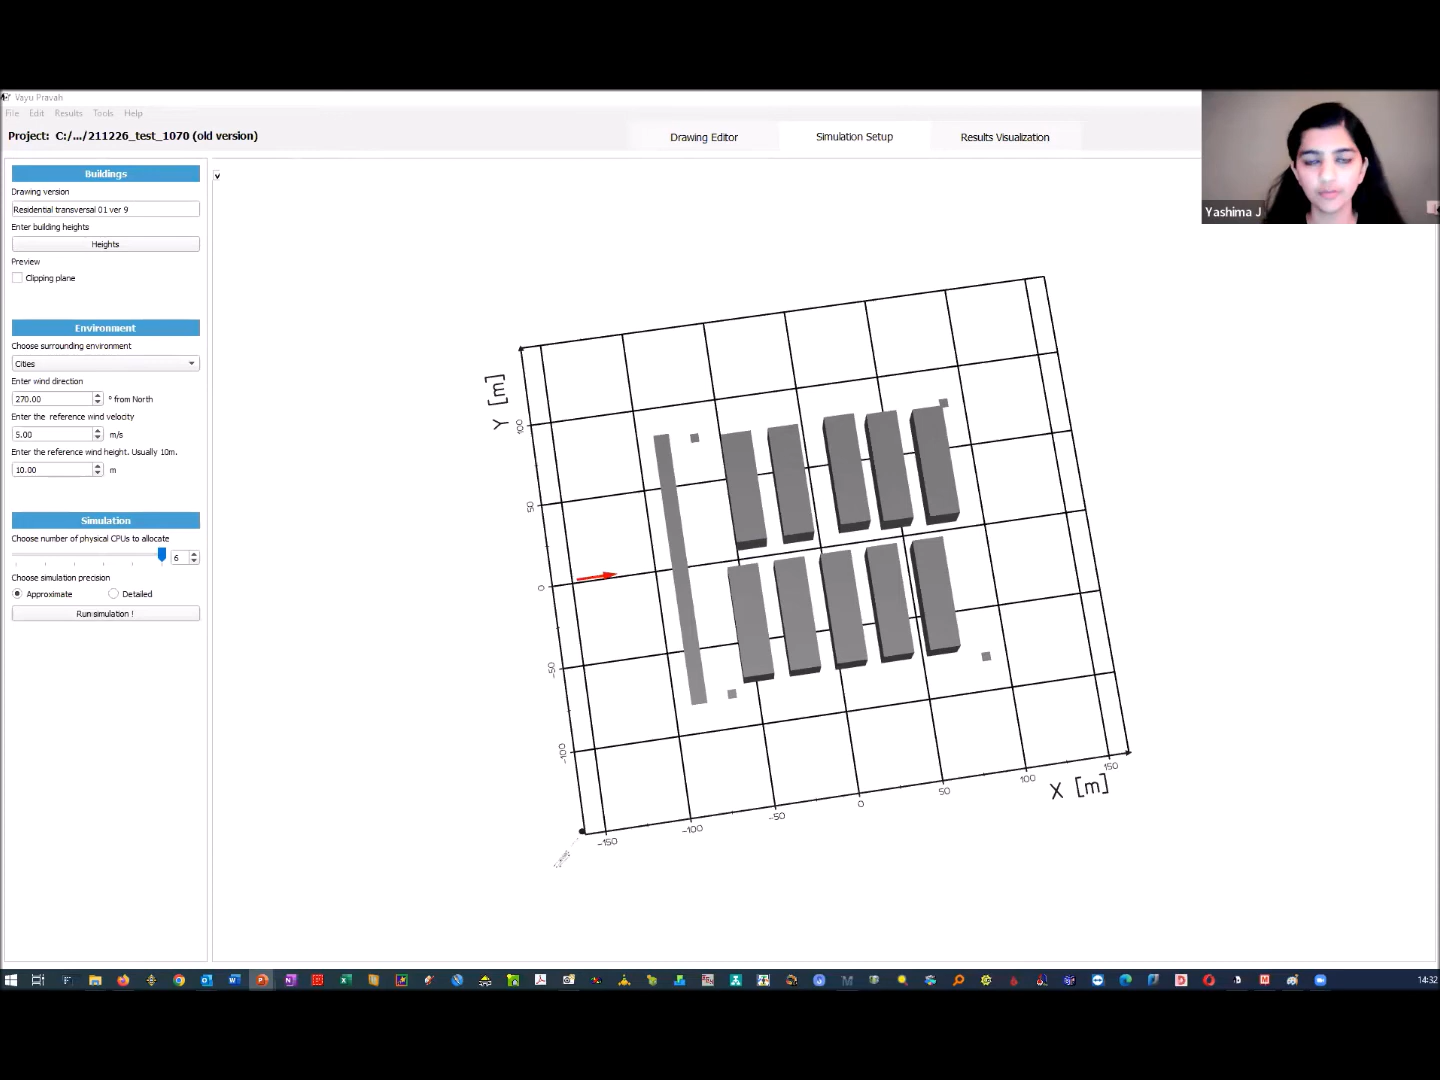 Vayu Pravah
File Edit Results Tools Help
Project: C:/.../211226_test_1070 (old version)
Drawing Editor
Simulation Setup
Results Visualization
Yashima J
Buildings
Drawing version
Residential transversal 01 ver 9
Enter building heights
Heights
Preview
Clipping plane
Environment
Choose surrounding environment
Cities
Enter wind direction
270.00 ° from North
Enter the reference wind velocity
5.00 m/s
Enter the reference wind height. Usually 10m.
10.00 m
Simulation
Choose number of physical CPUs to allocate
6
Choose simulation precision
Approximate Detailed
Run simulation !
Y [m]
100
50
0
-50
-100
-150
-100
-50
0
50
100
150
X [m]
14:32